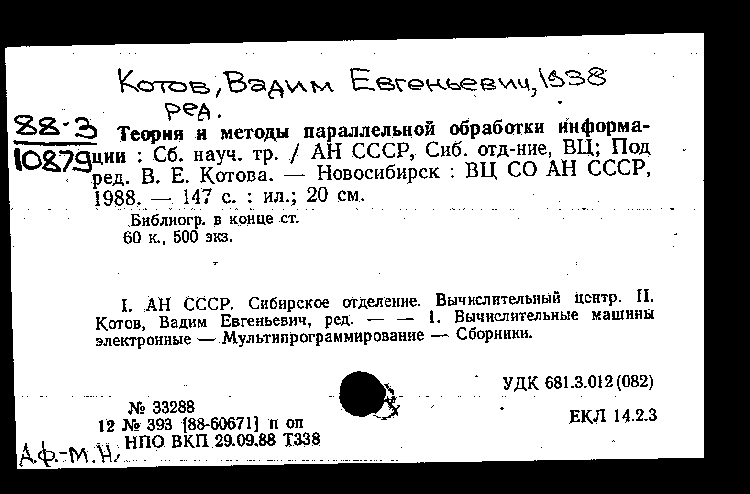 Котов, Вадим Евгеньевич, 1938
ред.
88-3
10879
Теория и методы параллельной обработки информа-
ции : Сб. науч. тр. / АН СССР, Сиб. отд-ние, ВЦ; Под
ред. В. Е. Котова. — Новосибирск : ВЦ СО АН СССР,
1988. — 147 с. : ил.; 20 см.
Библиогр. в конце ст.
60 к., 500 экз.
I. АН СССР. Сибирское отделение. Вычислительный центр. II.
Котов, Вадим Евгеньевич, ред. — — 1. Вычислительные машины
электронные — Мультипрограммирование — Сборники.
УДК 681.3.012(082)
№ 33288
12 № 393 [88-60671] п оп
ЕКЛ 14.2.3
НПО ВКП 29.09.88 Т338
Д.ф.-м.н.